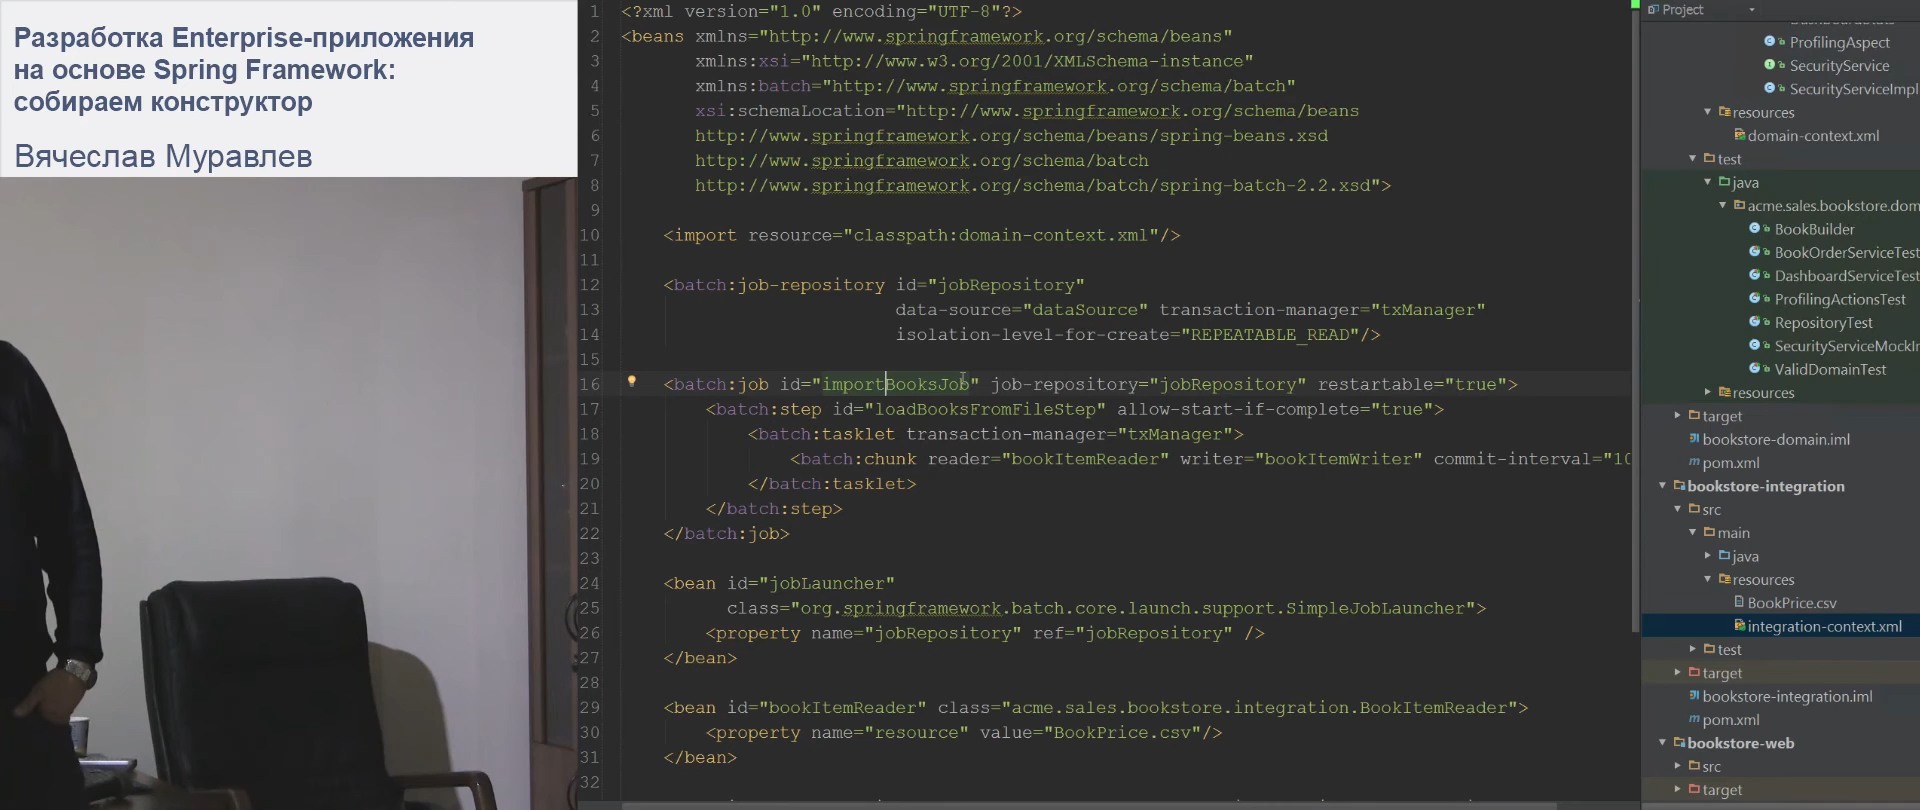 Разработка Enterprise-приложения
на основе Spring Framework:
собираем конструктор
Вячеслав Муравлев
1 <?xml version="1.0" encoding="UTF-8"?>
2 <beans xmlns="http://www.springframework.org/schema/beans"
3 xmlns:xsi="http://www.w3.org/2001/XMLSchema-instance"
4 xmlns:batch="http://www.springframework.org/schema/batch"
5 xsi:schemaLocation="http://www.springframework.org/schema/beans
6 http://www.springframework.org/schema/beans/spring-beans.xsd
7 http://www.springframework.org/schema/batch
8 http://www.springframework.org/schema/batch/spring-batch-2.2.xsd">
9
10 <import resource="classpath:domain-context.xml"/>
11
12 <batch:job-repository id="jobRepository"
13 data-source="dataSource" transaction-manager="txManager"
14 isolation-level-for-create="REPEATABLE_READ"/>
15
16 <batch:job id="importBooksJob" job-repository="jobRepository" restartable="true">
17 <batch:step id="loadBooksFromFileStep" allow-start-if-complete="true">
18 <batch:tasklet transaction-manager="txManager">
19 <batch:chunk reader="bookItemReader" writer="bookItemWriter" commit-interval="10
20 </batch:tasklet>
21 </batch:step>
22 </batch:job>
23
24 <bean id="jobLauncher"
25 class="org.springframework.batch.core.launch.support.SimpleJobLauncher">
26 <property name="jobRepository" ref="jobRepository" />
27 </bean>
28
29 <bean id="bookItemReader" class="acme.sales.bookstore.integration.BookItemReader">
30 <property name="resource" value="BookPrice.csv"/>
31 </bean>
32
Project
ProfilingAspect
SecurityService
SecurityServiceImpl
resources
domain-context.xml
test
java
acme.sales.bookstore.dom
BookBuilder
BookOrderServiceTest
DashboardServiceTest
ProfilingActionsTest
RepositoryTest
SecurityServiceMockIm
ValidDomainTest
resources
target
bookstore-domain.iml
pom.xml
bookstore-integration
src
main
java
resources
BookPrice.csv
integration-context.xml
test
target
bookstore-integration.iml
pom.xml
bookstore-web
src
target